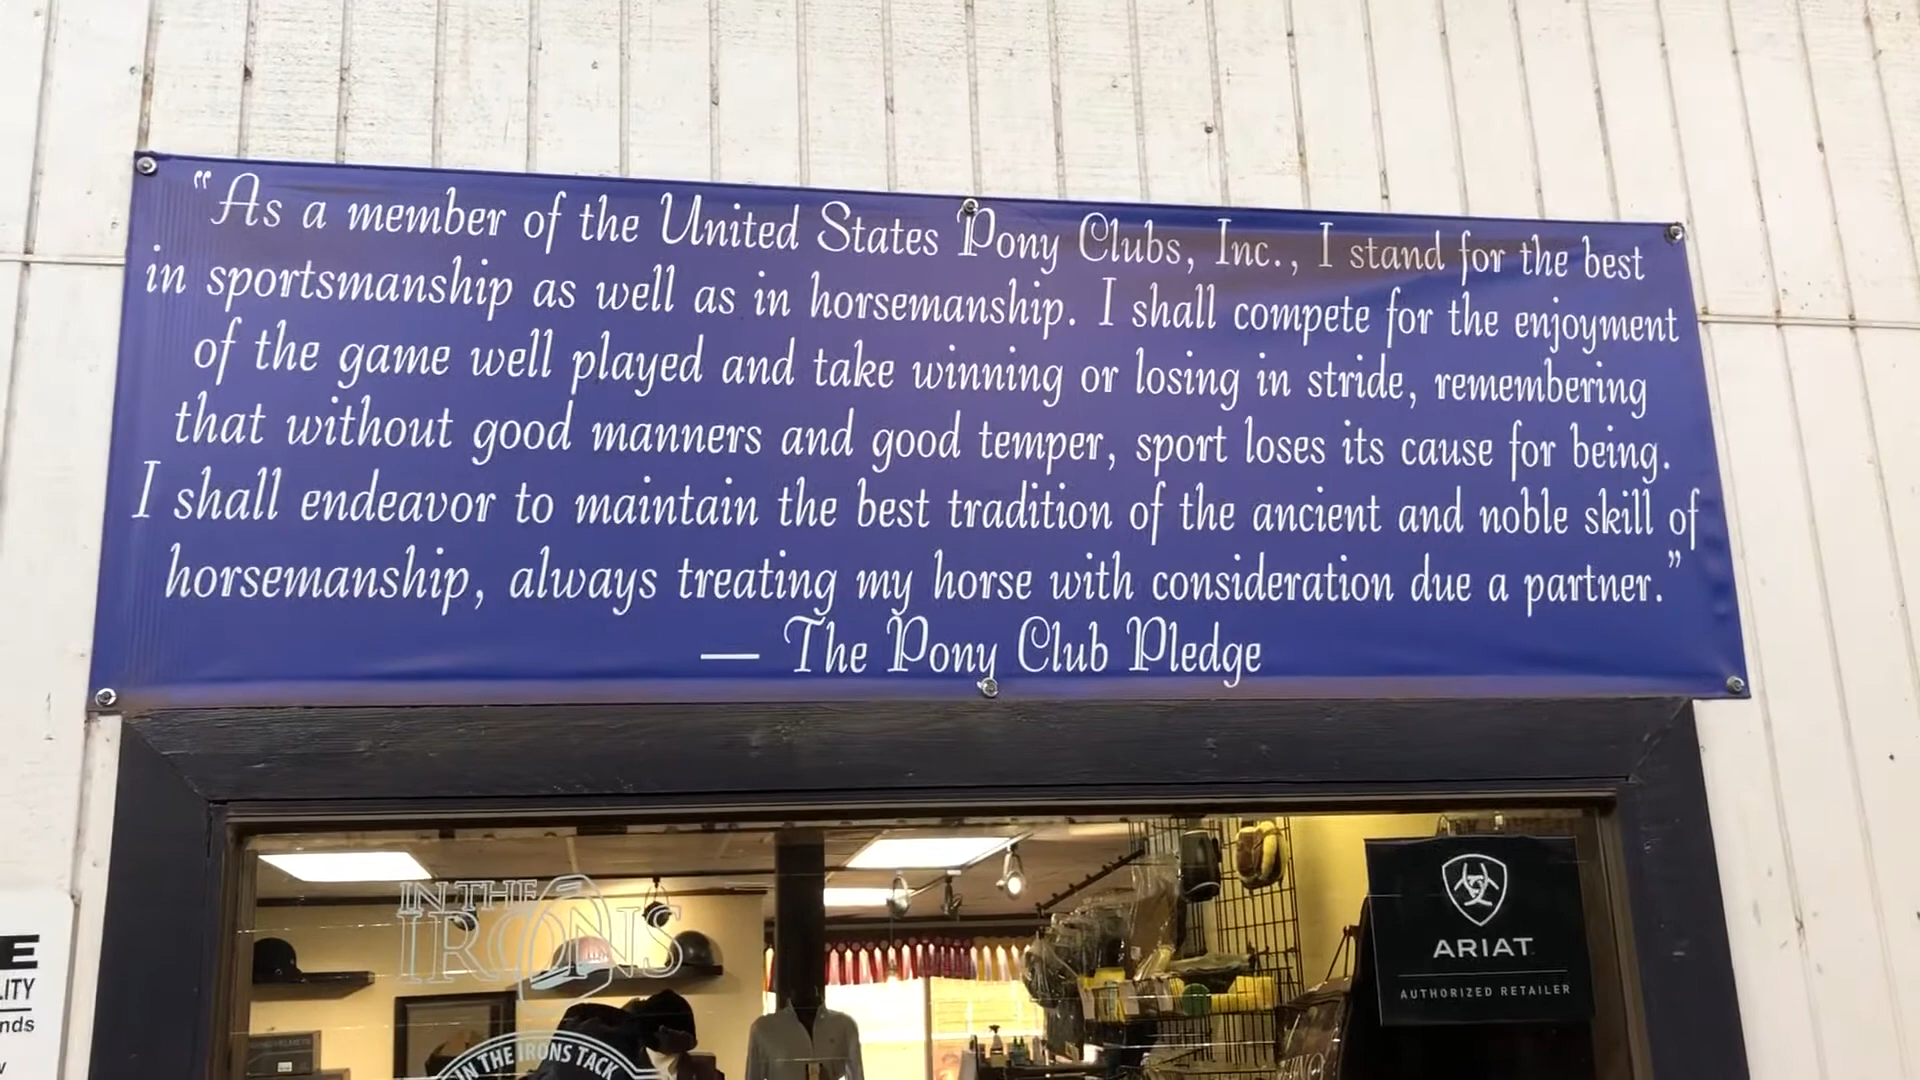 “As a member of the United States Pony Clubs, Inc., I stand for the best
in sportsmanship as well as in horsemanship. I shall compete for the enjoyment
of the game well played and take winning or losing in stride, remembering
that without good manners and good temper, sport loses its cause for being.
I shall endeavor to maintain the best tradition of the ancient and noble skill of
horsemanship, always treating my horse with consideration due a partner.”
— The Pony Club Pledge
IN THE
IRONS
IN THE IRONS TACK
ARIAT
AUTHORIZED RETAILER